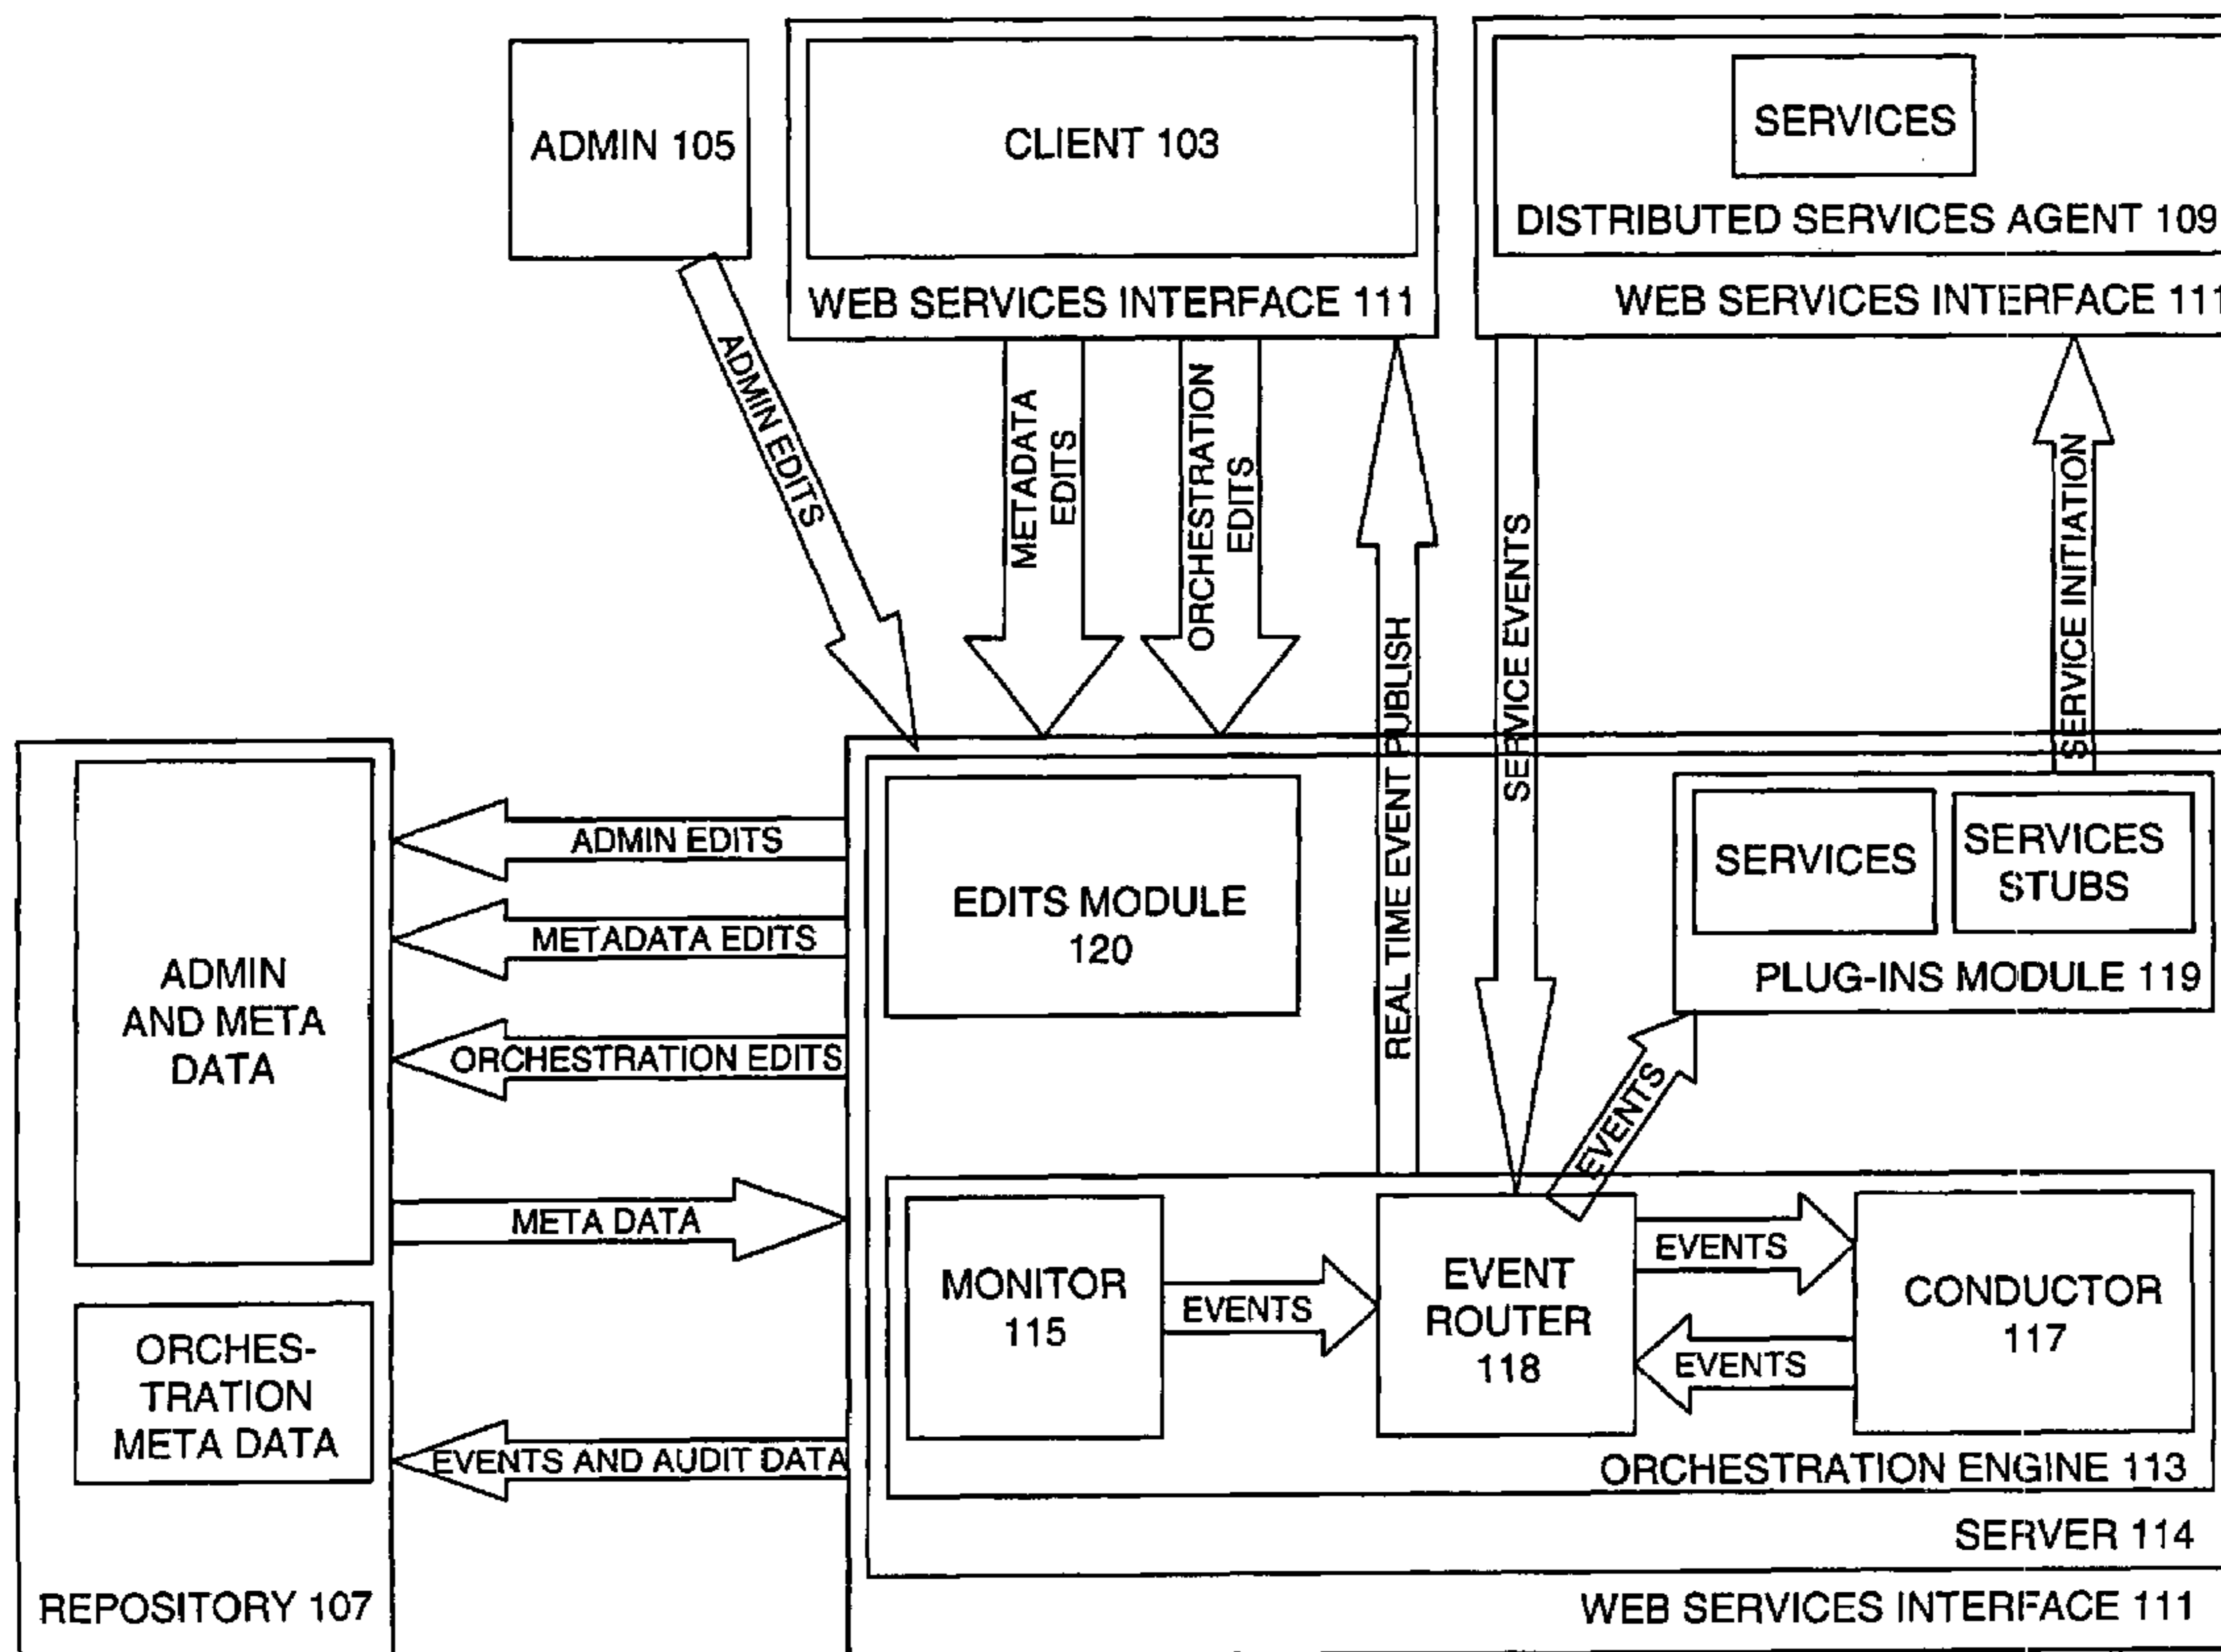 ADMIN 105
CLIENT 103
WEB SERVICES INTERFACE 111
SERVICES
DISTRIBUTED SERVICES AGENT 109
WEB SERVICES INTERFACE 111
ADMIN EDITS
METADATA
EDITS
ORCHESTRATION
EDITS
REAL TIME EVENT PUBLISH
SERVICE EVENTS
SERVICE INITIATION
ADMIN
AND META
DATA
ORCHES-
TRATION
META DATA
REPOSITORY 107
ADMIN EDITS
METADATA EDITS
ORCHESTRATION EDITS
META DATA
EVENTS AND AUDIT DATA
EDITS MODULE
120
SERVICES
SERVICES
STUBS
PLUG-INS MODULE 119
EVENTS
MONITOR
115
EVENTS
EVENT
ROUTER
118
EVENTS
EVENTS
CONDUCTOR
117
ORCHESTRATION ENGINE 113
SERVER 114
WEB SERVICES INTERFACE 111